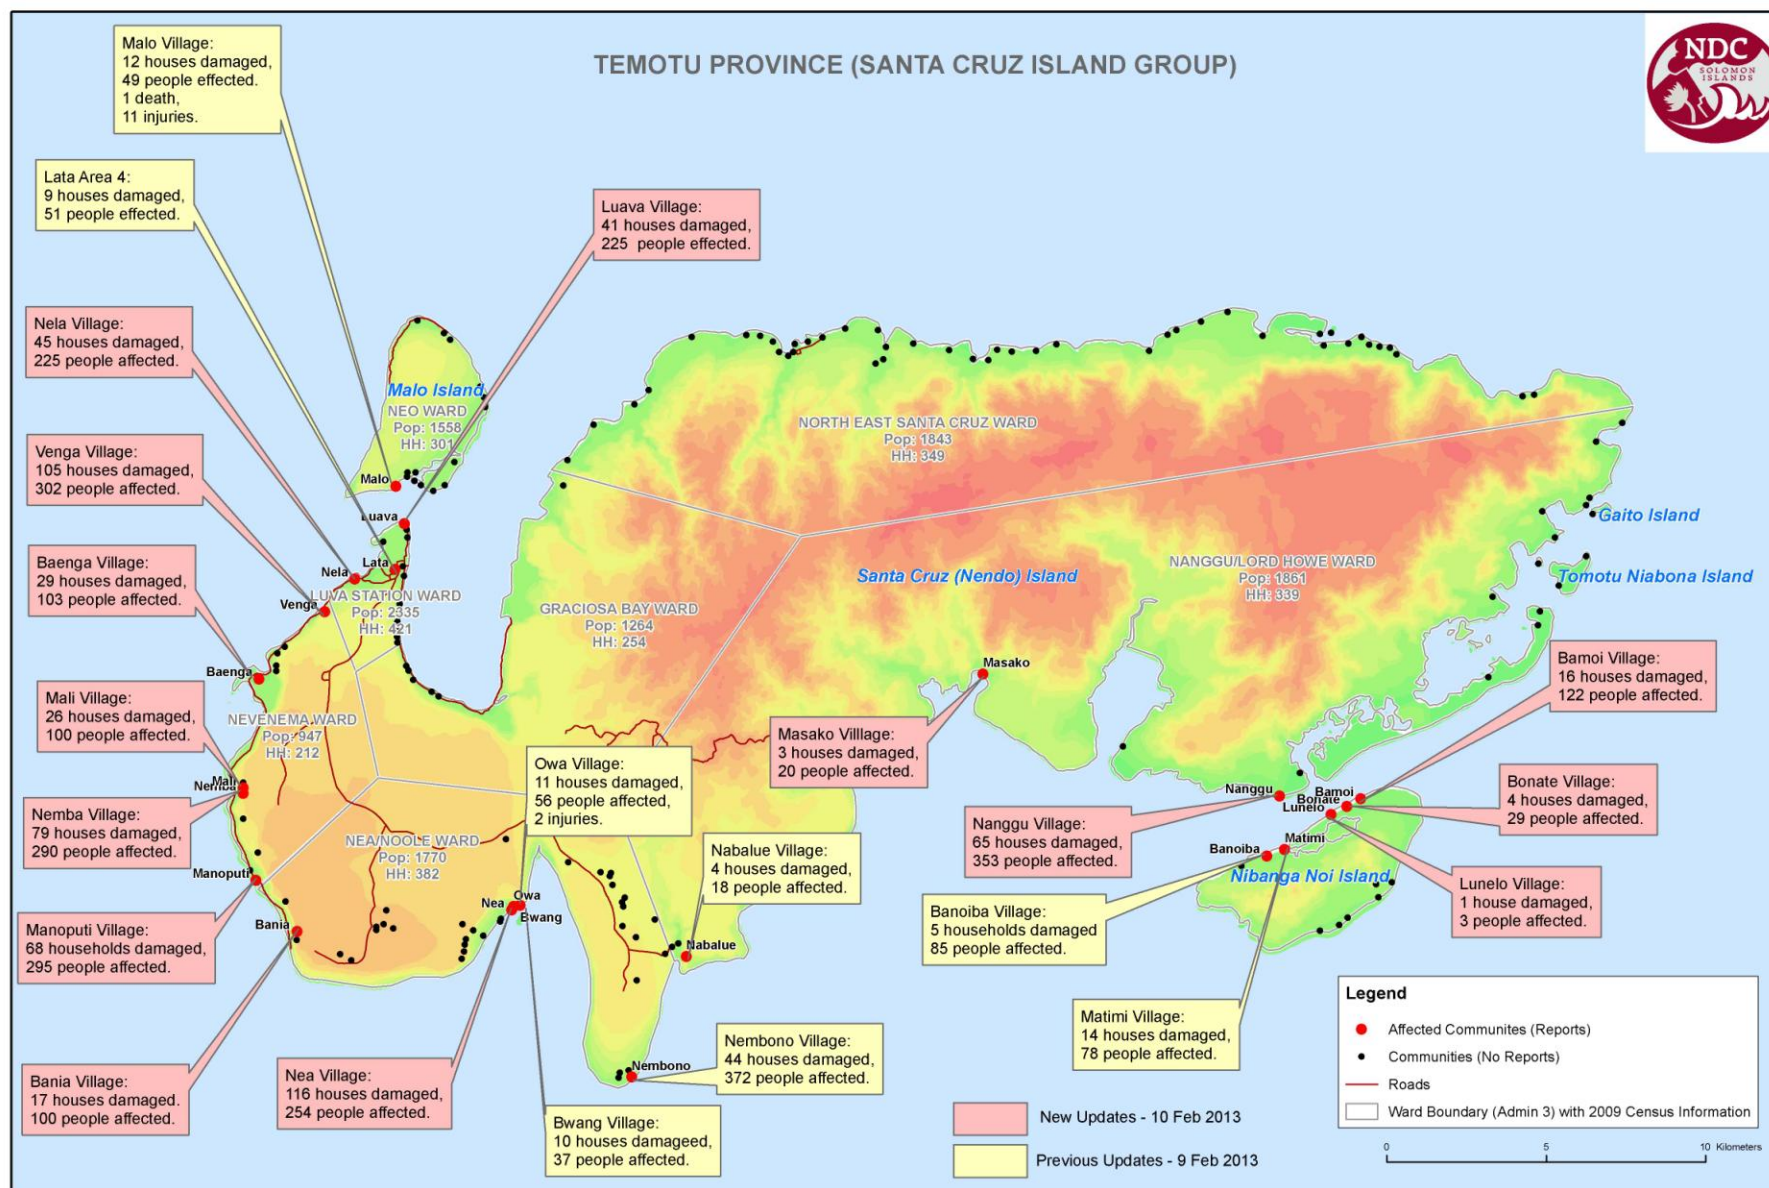 TEMOTU PROVINCE (SANTA CRUZ ISLAND GROUP)
NDC
SOLOMON
ISLANDS
Malo Village:
12 houses damaged,
49 people effected.
1 death,
11 injuries.
Lata Area 4:
9 houses damaged,
51 people effected.
Luava Village:
41 houses damaged,
225 people effected.
Nela Village:
45 houses damaged,
225 people affected.
Venga Village:
105 houses damaged,
302 people affected.
Baenga Village:
29 houses damaged,
103 people affected.
Mali Village:
26 houses damaged,
100 people affected.
Nemba Village:
79 houses damaged,
290 people affected.
Manoputi Village:
68 households damaged,
295 people affected.
Bania Village:
17 houses damaged.
100 people affected.
Nea Village:
116 houses damaged,
254 people affected.
Bwang Village:
10 houses damageed,
37 people affected.
Nembono Village:
44 houses damaged,
372 people affected.
Nabalue Village:
4 houses damaged,
18 people affected.
Owa Village:
11 houses damaged,
56 people affected,
2 injuries.
Masako Villlage:
3 houses damaged,
20 people affected.
Nanggu Village:
65 houses damaged,
353 people affected.
Banoiba Village:
5 households damaged
85 people affected.
Matimi Village:
14 houses damaged,
78 people affected.
Lunelo Village:
1 house damaged,
3 people affected.
Bonate Village:
4 houses damaged,
29 people affected.
Bamoi Village:
16 houses damaged,
122 people affected.
Malo Island
NEO WARD
Pop: 1558
HH: 301
Malo
Luava
Lata
Nela
LUVA STATION WARD
Pop: 2335
HH: 421
Venga
Baenga
NEVENEMA WARD
Pop: 947
HH: 212
Mali
Nemba
Manoputi
Bania
NEA/NOOLE WARD
Pop: 1770
HH: 382
Nea
Owa
Bwang
Nabalue
Nembono
GRACIOSA BAY WARD
Pop: 1264
HH: 254
NORTH EAST SANTA CRUZ WARD
Pop: 1843
HH: 349
Santa Cruz (Nendo) Island
NANGGU/LORD HOWE WARD
Pop: 1861
HH: 339
Gaito Island
Tomotu Niabona Island
Masako
Nanggu
Bamoi
Bonate
Lunelo
Matimi
Banoiba
Nibanga Noi Island
New Updates - 10 Feb 2013
Previous Updates - 9 Feb 2013
Legend
Affected Communites (Reports)
Communities (No Reports)
Roads
Ward Boundary (Admin 3) with 2009 Census Information
0 5 10 Kilometers